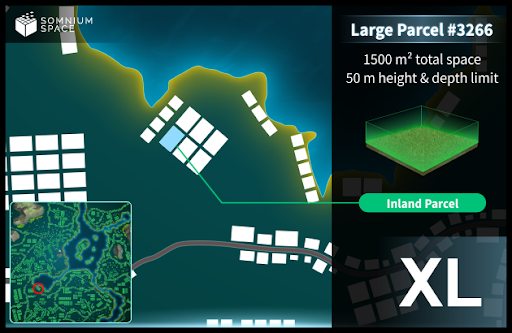 SOMNIUM
SPACE
Large Parcel #3266
1500 m² total space
50 m height & depth limit
Inland Parcel
XL